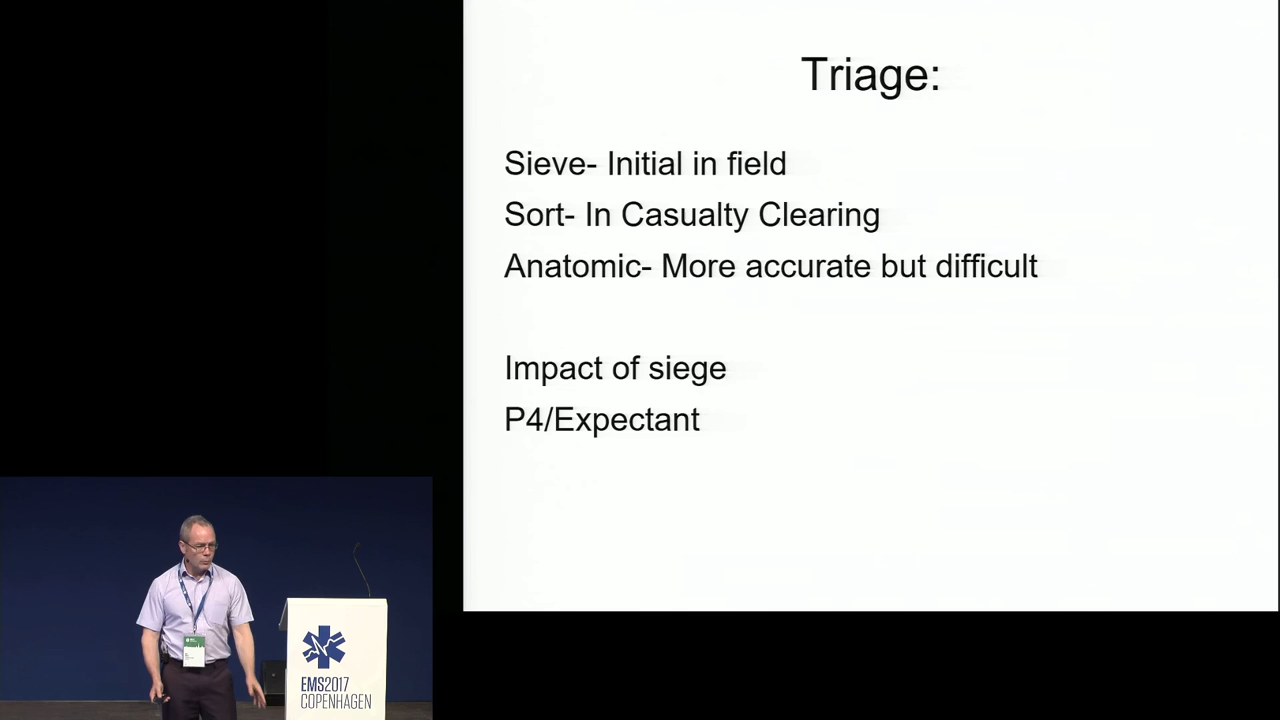 Triage:
Sieve- Initial in field
Sort- In Casualty Clearing
Anatomic- More accurate but difficult
Impact of siege
P4/Expectant
EMS2017
COPENHAGEN